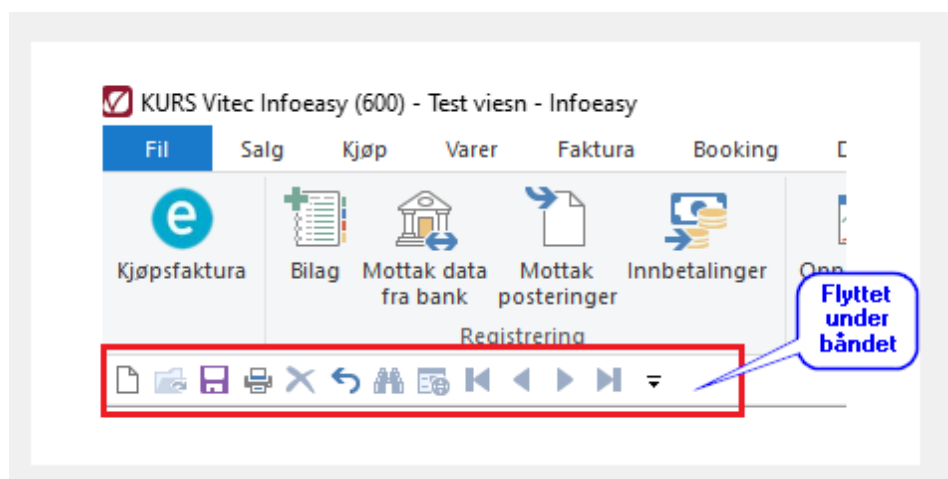 KURS Vitec Infoeasy (600) - Test viesn - Infoeasy
Fil Salg Kjøp Varer Faktura Booking
Kjøpsfaktura Bilag Mottak data Mottak Innbetalinger
fra bank posteringer
Registrering
Flyttet
under
båndet